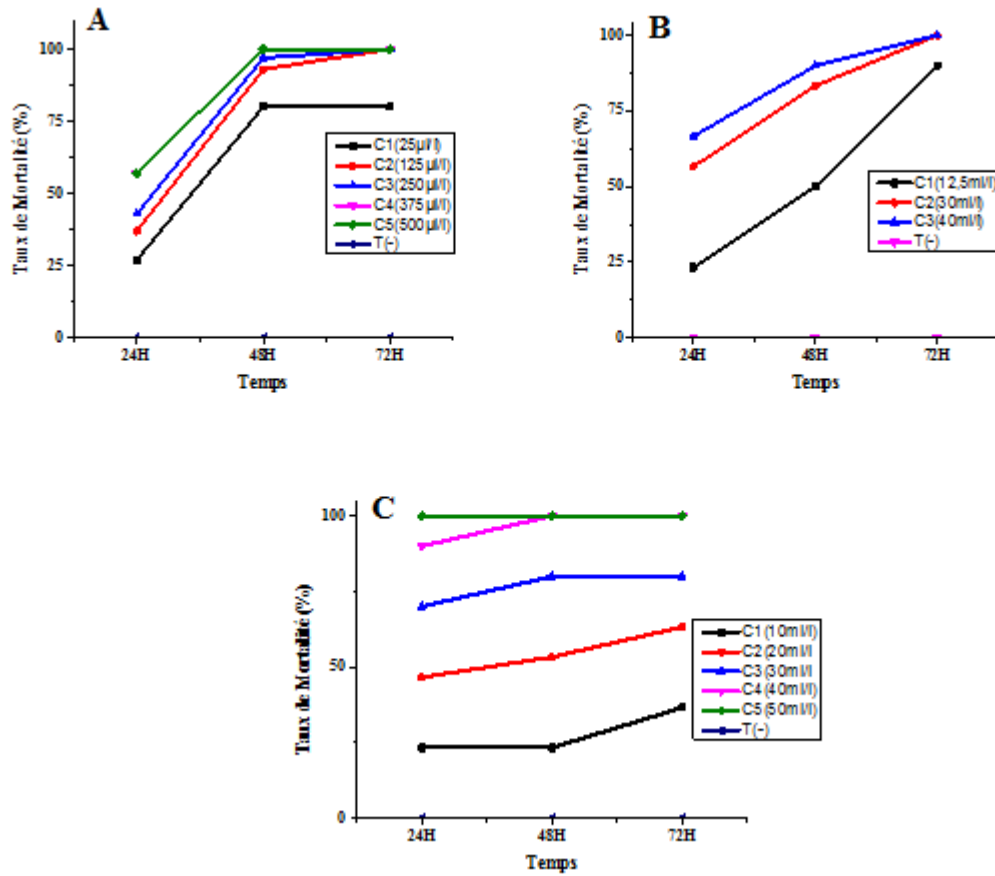 A
Taux de Mortalité (%)
100
75
50
25
0
24H
48H
72H
Temps
C1(25µl/l)
C2(125µl/l)
C3(250µl/l)
C4(375µl/l)
C5(500µl/l)
T(-)
B
Taux de Mortalité (%)
100
75
50
25
0
24H
48H
72H
Temps
C1(12,5ml/l)
C2(30ml/l)
C3(40ml/l)
T(-)
C
Taux de Mortalité (%)
100
50
0
24H
48H
72H
Temps
C1(10ml/l)
C2(20ml/l
C3(30ml/l
C4(40ml/l)
C5(50ml/l)
T(-)